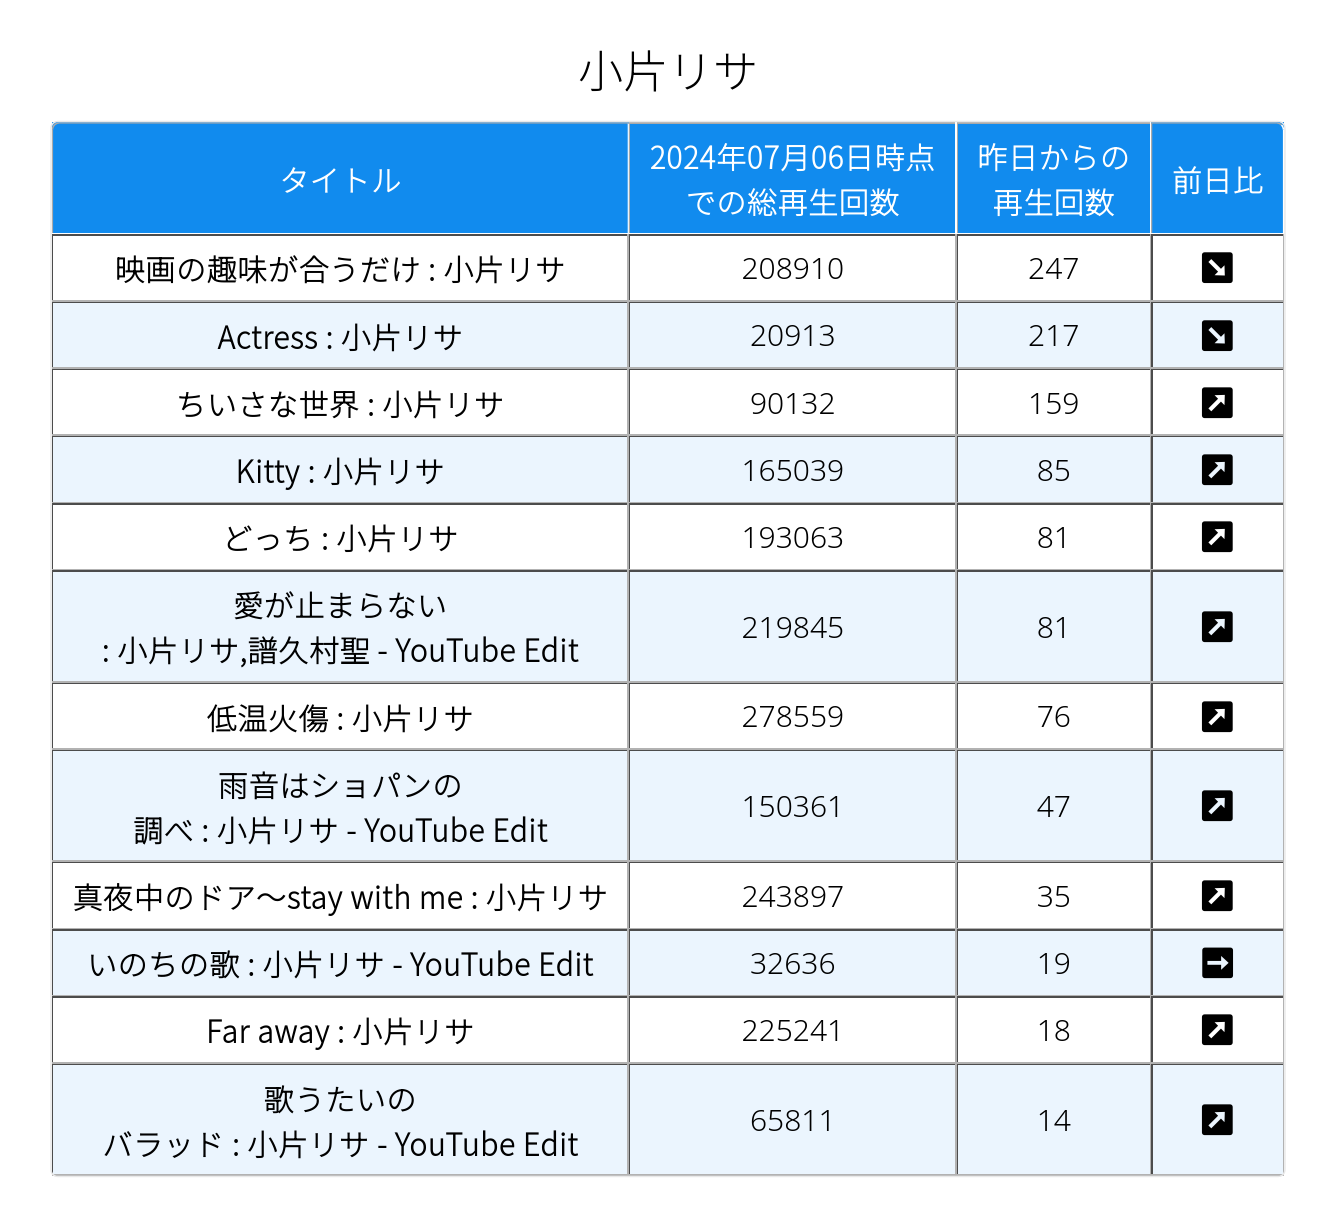 小片リサ
タイトル
2024年07月06日時点
での総再生回数
昨日からの
再生回数
前日比
映画の趣味が合うだけ : 小片リサ
208910
247
↘
Actress : 小片リサ
20913
217
↘
ちいさな世界 : 小片リサ
90132
159
↗
Kitty : 小片リサ
165039
85
↗
どっち : 小片リサ
193063
81
↗
愛が止まらない
: 小片リサ,譜久村聖 - YouTube Edit
219845
81
↗
低温火傷 : 小片リサ
278559
76
↗
雨音はショパンの
調べ : 小片リサ - YouTube Edit
150361
47
↗
真夜中のドア〜stay with me : 小片リサ
243897
35
↗
いのちの歌 : 小片リサ - YouTube Edit
32636
19
→
Far away : 小片リサ
225241
18
↗
歌うたいの
バラッド : 小片リサ - YouTube Edit
65811
14
↗